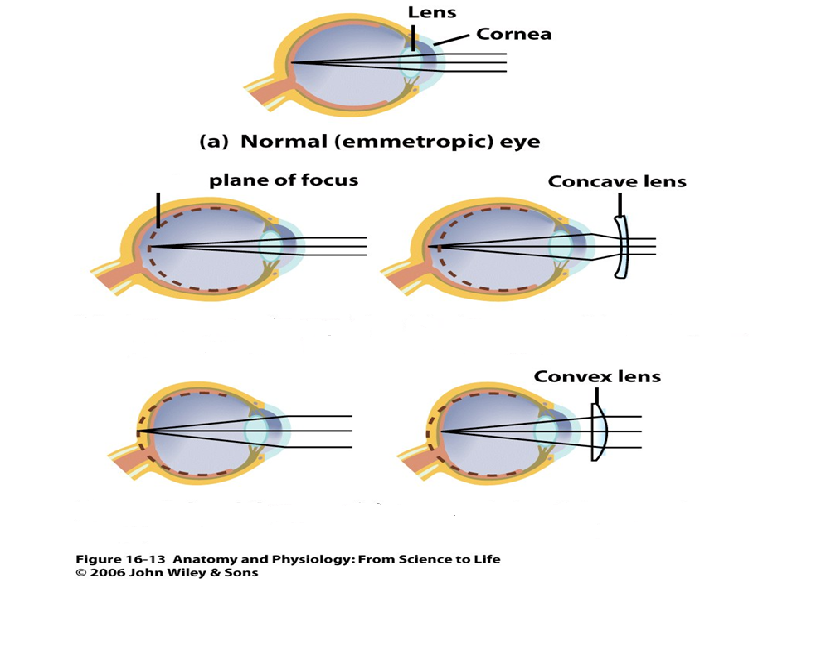 Lens
Cornea
(a) Normal (emmetropic) eye
plane of focus
Concave lens
Convex lens
Figure 16-13 Anatomy and Physiology: From Science to Life
© 2006 John Wiley & Sons